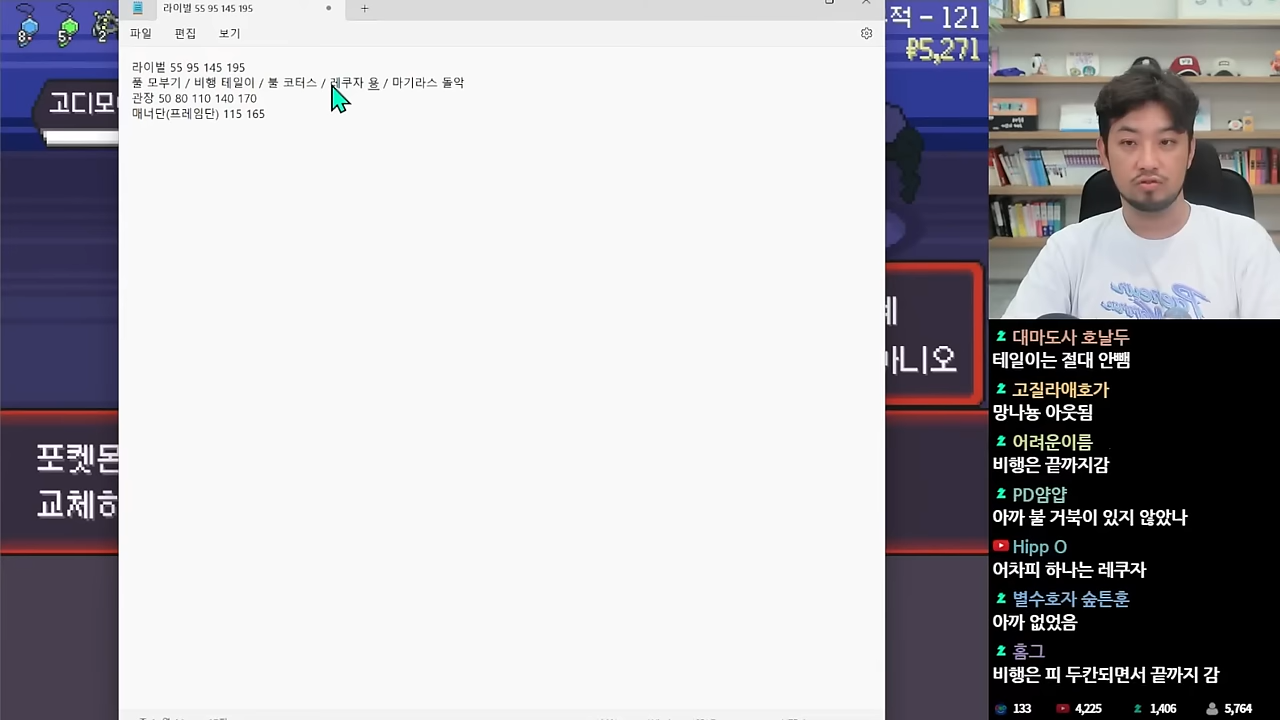 라이벌 55 95 145 195
파일 편집 보기
라이벌 55 95 145 195
풀 모부기 / 비행 테일이 / 불 코터스 / 레쿠자 용 / 마기라스 돌악
관장 50 80 110 140 170
매너단(프레임단) 115 165
8
5
2
고디모
적 - 121
₽5,271
포켓몬
교체하
대마도사 호날두
테일이는 절대 안뺌
고질라애호가
망나뇽 아웃됨
어려운이름
비행은 끝까지감
PD얌얍
아까 불 거북이 있지 않았나
Hipp O
어차피 하나는 레쿠자
별수호자 숲튼훈
아까 없었음
홈그
비행은 피 두칸되면서 끝까지 감
133 4,225 1,406 5,764